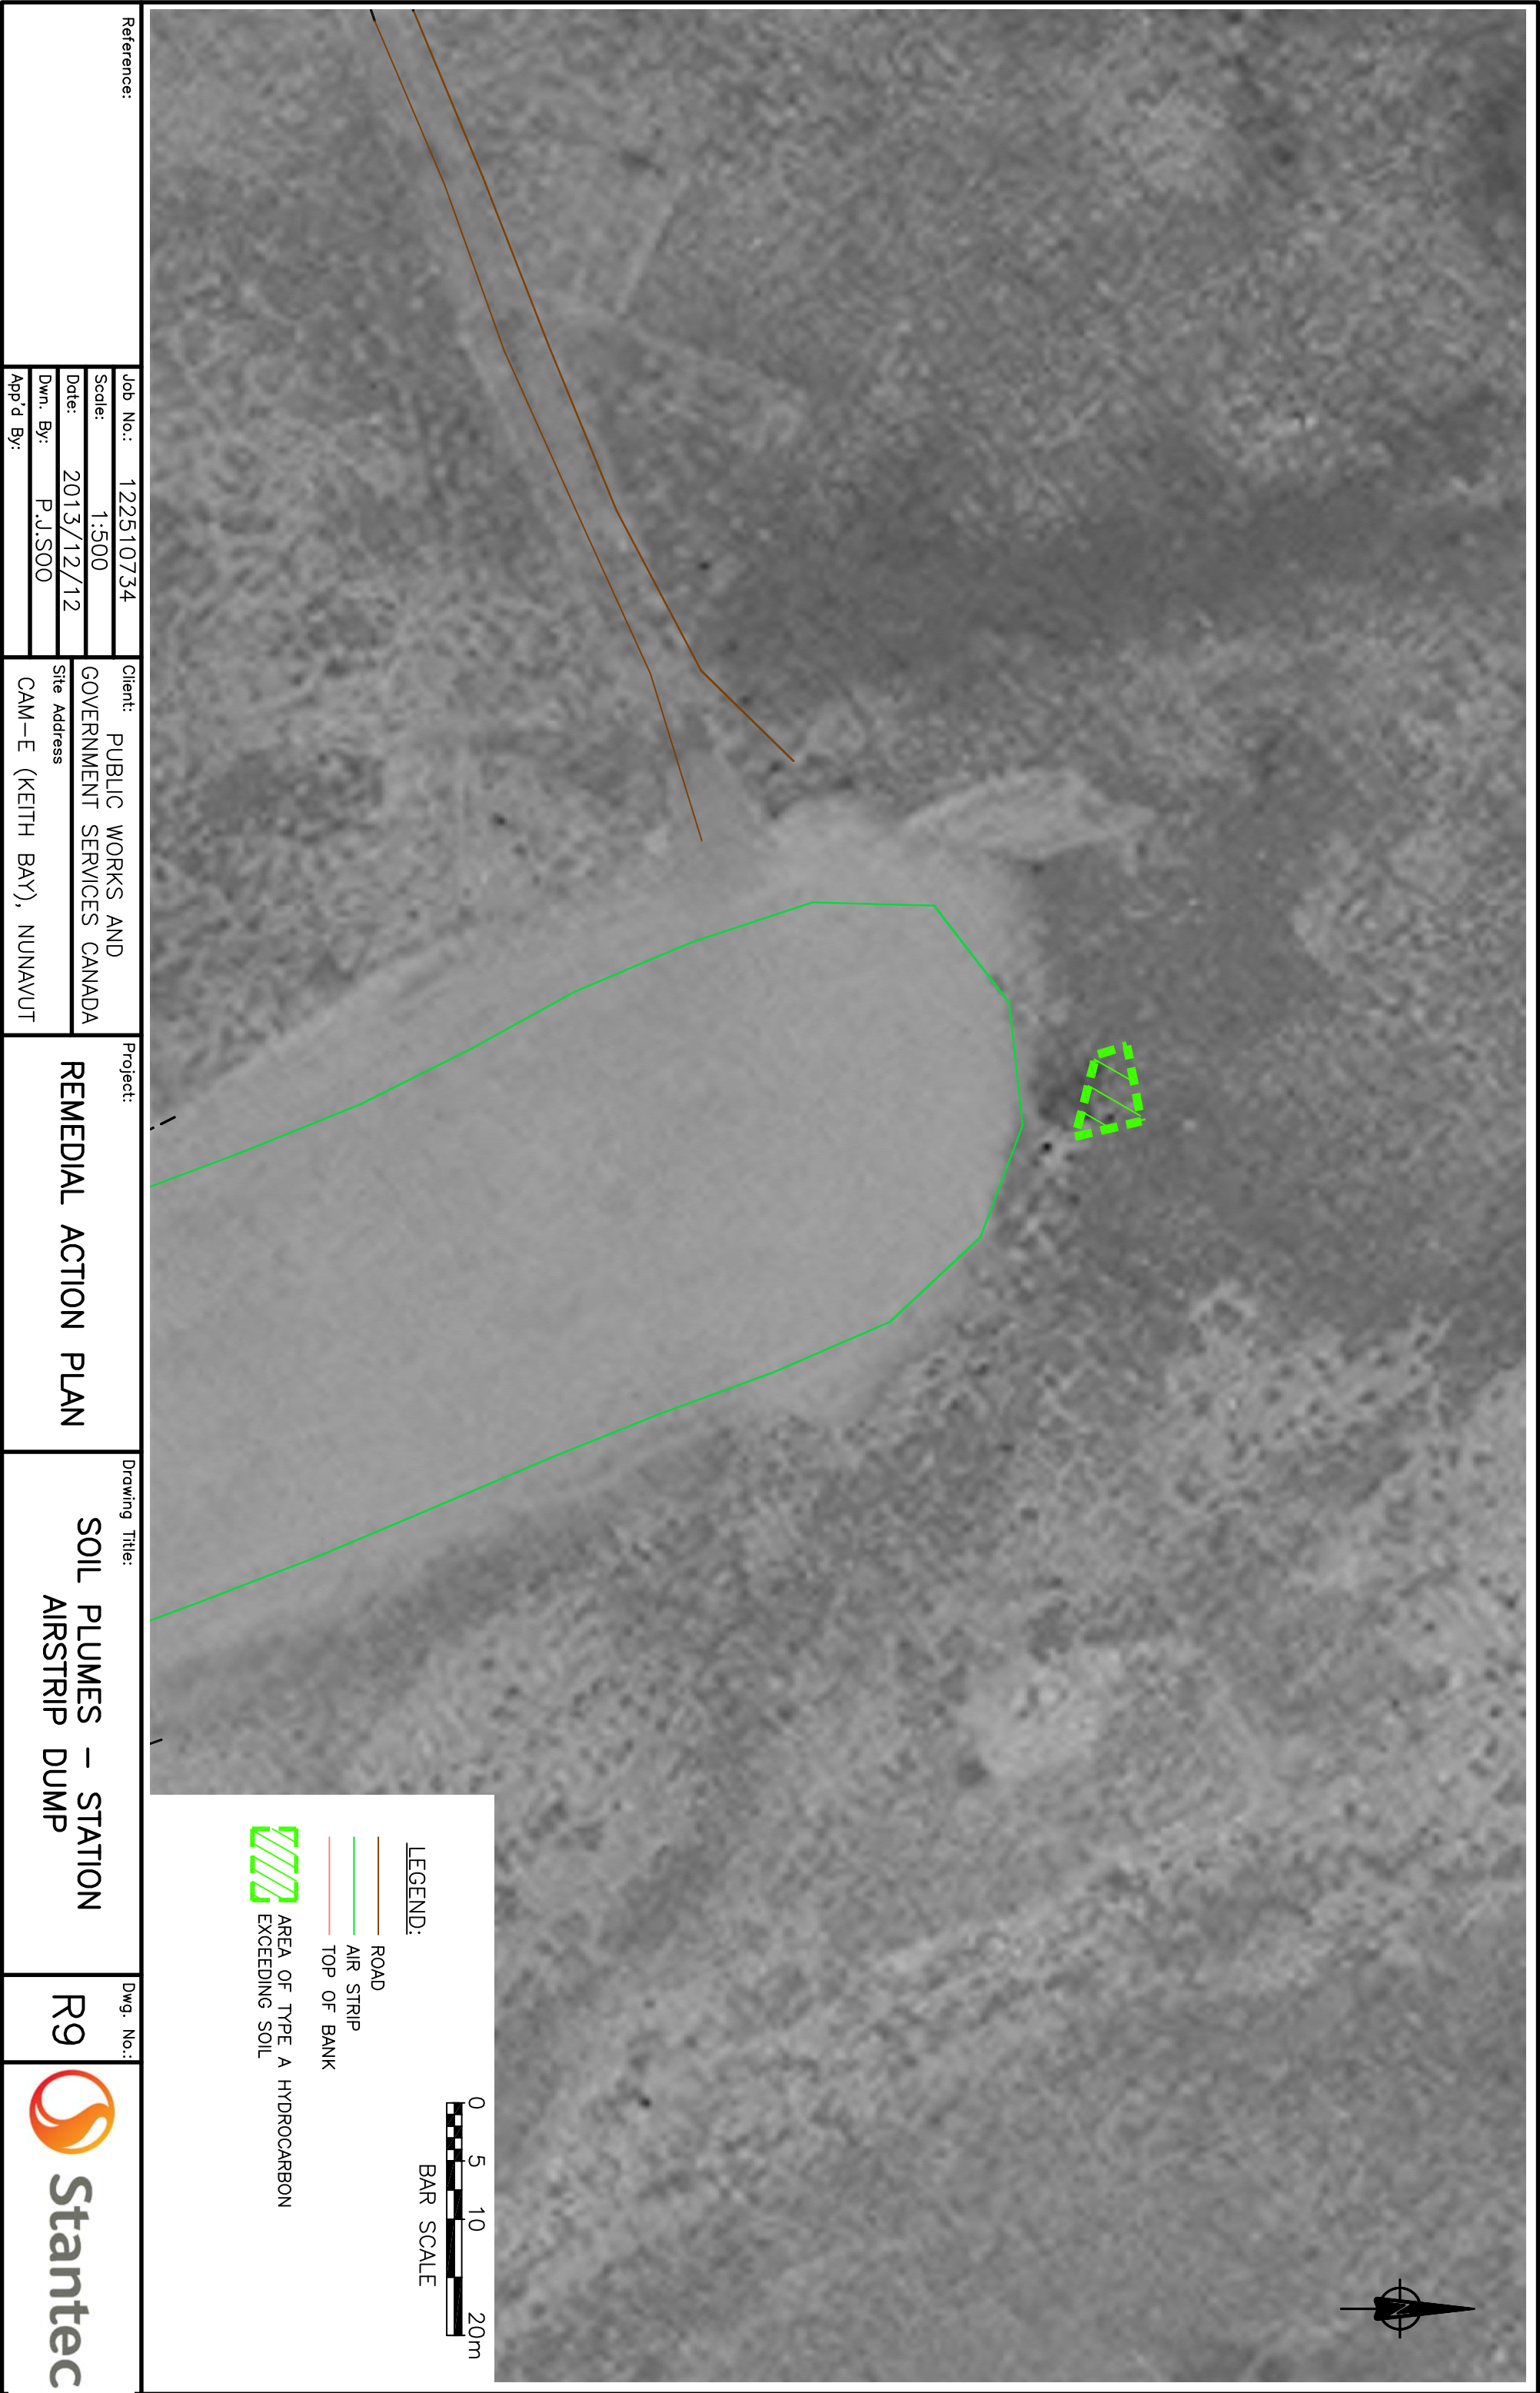 N
0 5 10 20m
BAR SCALE
LEGEND:
ROAD
AIR STRIP
TOP OF BANK
AREA OF TYPE A HYDROCARBON
EXCEEDING SOIL
Reference:
Job No.: 122510734
Scale: 1:500
Date: 2013/12/12
Dwn. By: P.J.SOO
App'd By:
Client: PUBLIC WORKS AND
GOVERNMENT SERVICES CANADA
Site Address
CAM-E (KEITH BAY), NUNAVUT
Project:
REMEDIAL ACTION PLAN
Drawing Title:
SOIL PLUMES - STATION
AIRSTRIP DUMP
Dwg. No.:
R9
Stantec